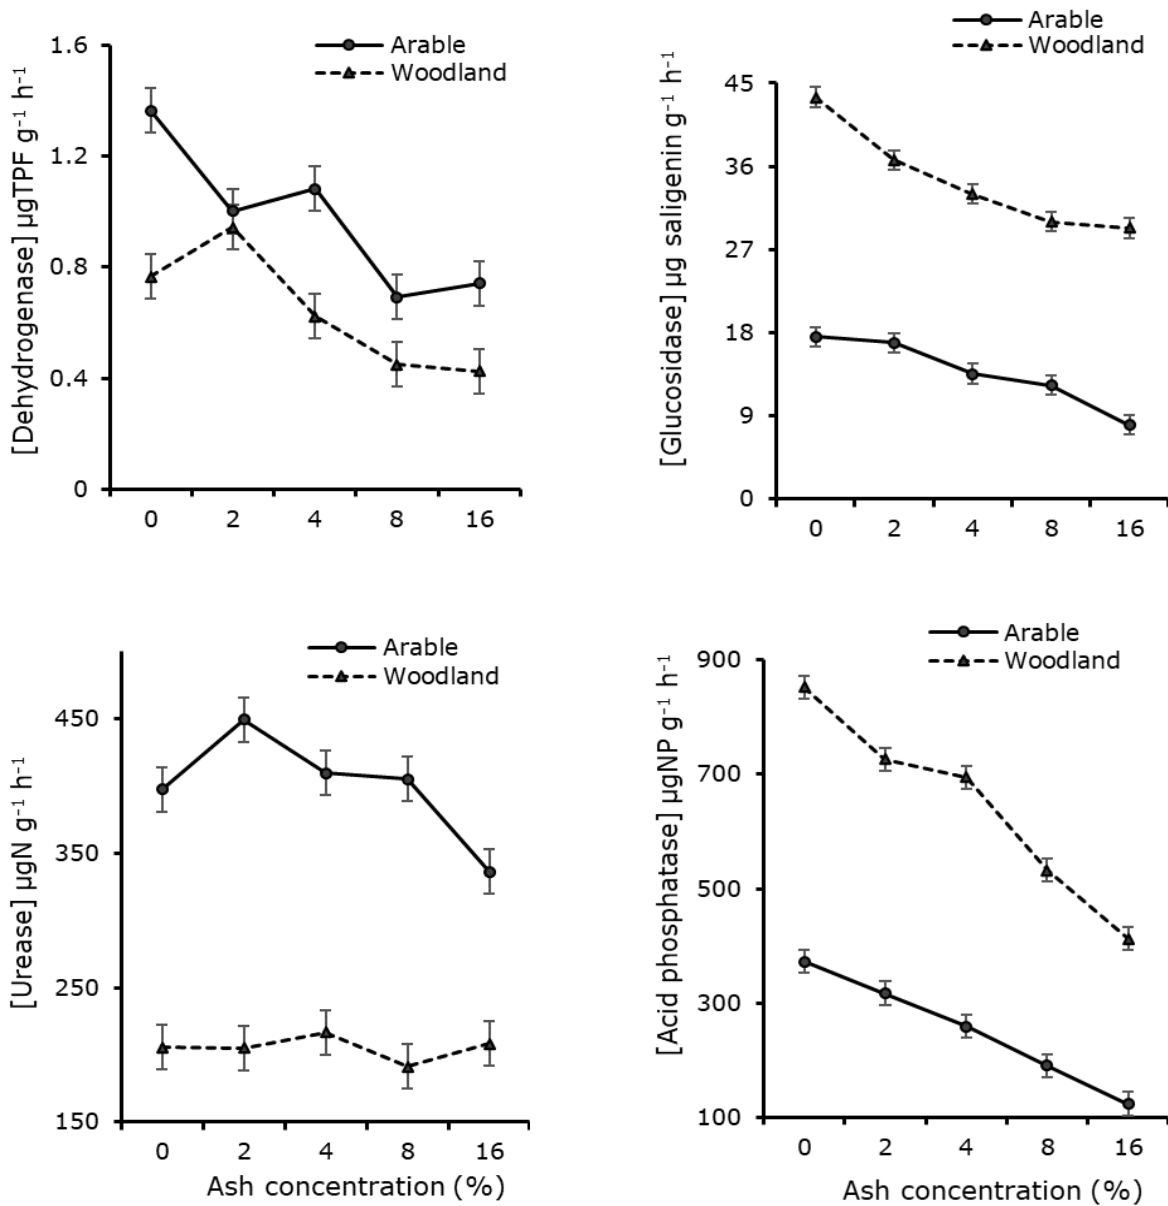 Arable
Woodland
[Dehydrogenase] µgTPF g⁻¹ h⁻¹
1.6
1.2
0.8
0.4
0
0 2 4 8 16
Arable
Woodland
[Glucosidase] µg saligenin g⁻¹ h⁻¹
45
36
27
18
9
0
0 2 4 8 16
Arable
Woodland
[Urease] µgN g⁻¹ h⁻¹
450
350
250
150
0 2 4 8 16
Ash concentration (%)
Arable
Woodland
[Acid phosphatase] µgNP g⁻¹ h⁻¹
900
700
500
300
100
0 2 4 8 16
Ash concentration (%)